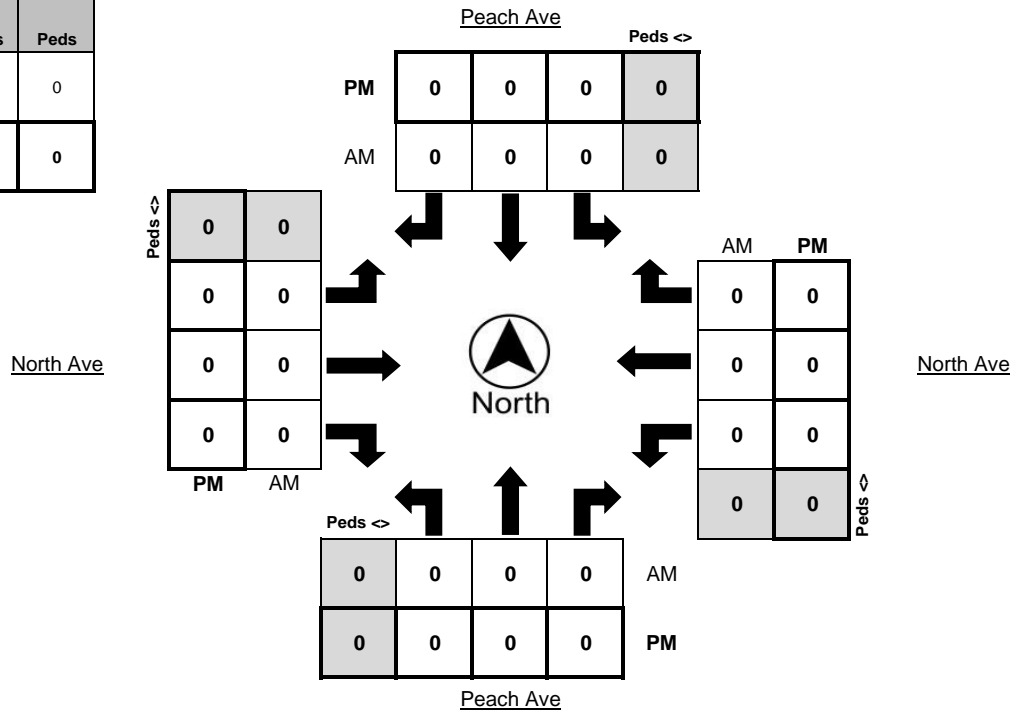 Peach Ave
Peds
Peds <>
PM 0 0 0 0
0
AM 0 0 0 0
0
Peds <>
0 0
AM PM
0 0
0 0
North Ave
0 0
North
0 0
North Ave
0 0
0 0
PM AM
0 0
Peds <>
Peds <>
0 0 0 0 AM
0 0 0 0 PM
Peach Ave